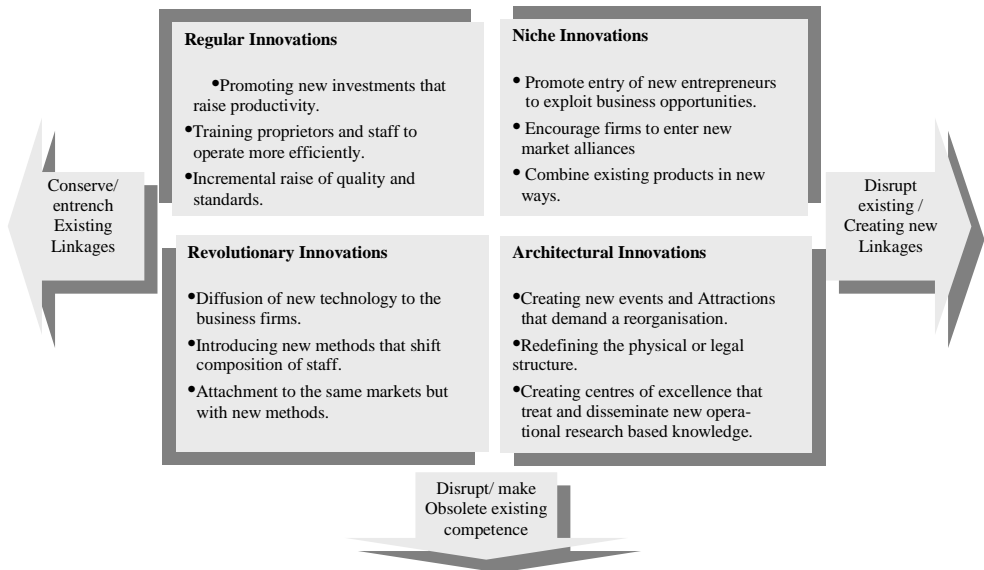 Regular Innovations
•Promoting new investments that
raise productivity.
•Training proprietors and staff to
operate more efficiently.
•Incremental raise of quality and
standards.
Niche Innovations
• Promote entry of new entrepreneurs
to exploit business opportunities.
• Encourage firms to enter new
market alliances
• Combine existing products in new
ways.
Conserve/
entrench
Existing
Linkages
Disrupt
existing /
Creating new
Linkages
Revolutionary Innovations
•Diffusion of new technology to the
business firms.
•Introducing new methods that shift
composition of staff.
•Attachment to the same markets but
with new methods.
Architectural Innovations
•Creating new events and Attractions
that demand a reorganisation.
•Redefining the physical or legal
structure.
•Creating centres of excellence that
treat and disseminate new opera-
tional research based knowledge.
Disrupt/ make
Obsolete existing
competence